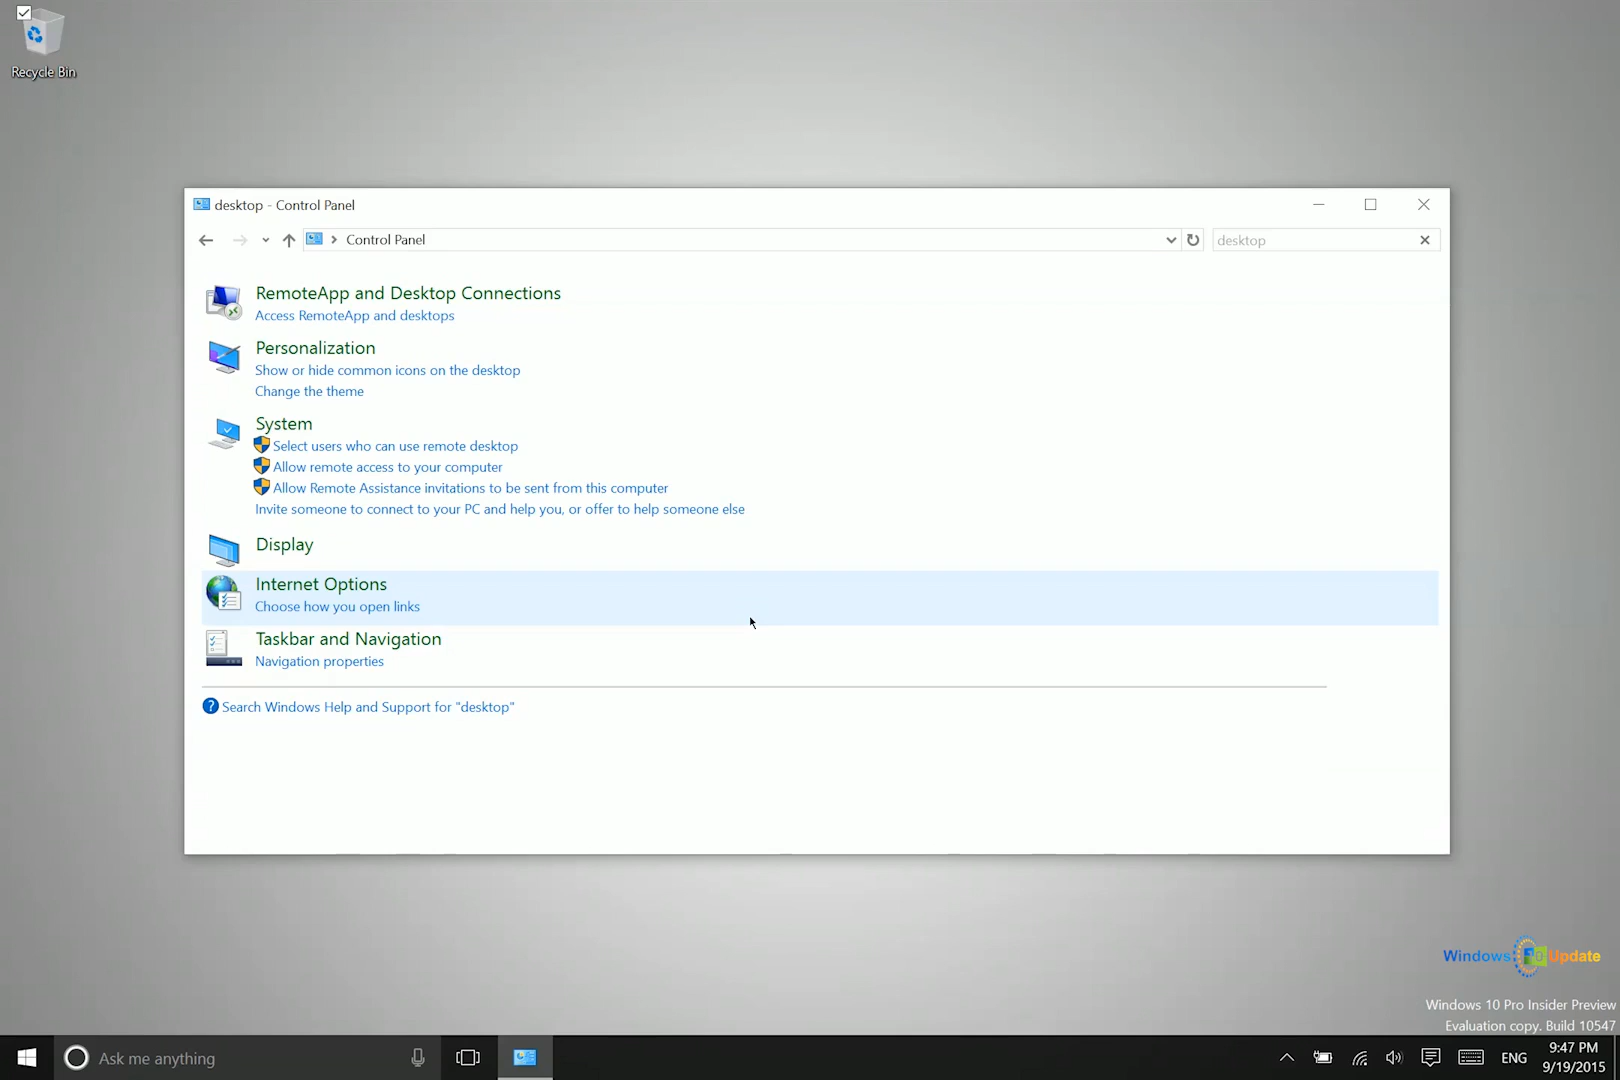 Recycle Bin
desktop - Control Panel
Control Panel
desktop
RemoteApp and Desktop Connections
Access RemoteApp and desktops
Personalization
Show or hide common icons on the desktop
Change the theme
System
Select users who can use remote desktop
Allow remote access to your computer
Allow Remote Assistance invitations to be sent from this computer
Invite someone to connect to your PC and help you, or offer to help someone else
Display
Internet Options
Choose how you open links
Taskbar and Navigation
Navigation properties
? Search Windows Help and Support for "desktop"
Windows 10 Update
Windows 10 Pro Insider Preview
Evaluation copy. Build 10547
Ask me anything
ENG
9:47 PM
9/19/2015